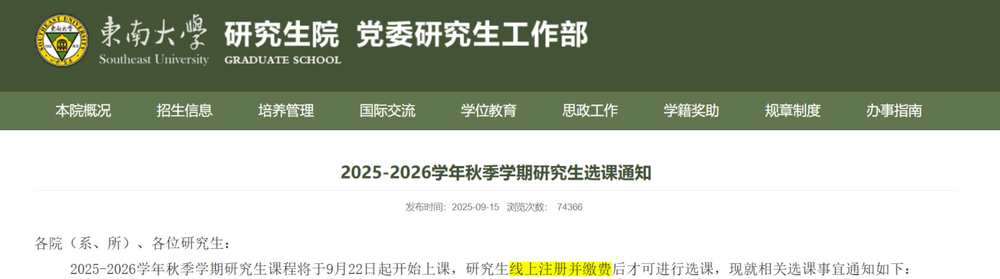 東南大學 研究生院 党委研究生工作部
Southeast University GRADUATE SCHOOL
本院概况 招生信息 培养管理 国际交流 学位教育 思政工作 学籍奖助 规章制度 办事指南
2025-2026学年秋季学期研究生选课通知
发布时间：2025-09-15 浏览次数： 74366
各院（系、所）、各位研究生：
2025-2026学年秋季学期研究生课程将于9月22日起开始上课，研究生线上注册并缴费后才可进行选课，现就相关选课事宜通知如下：